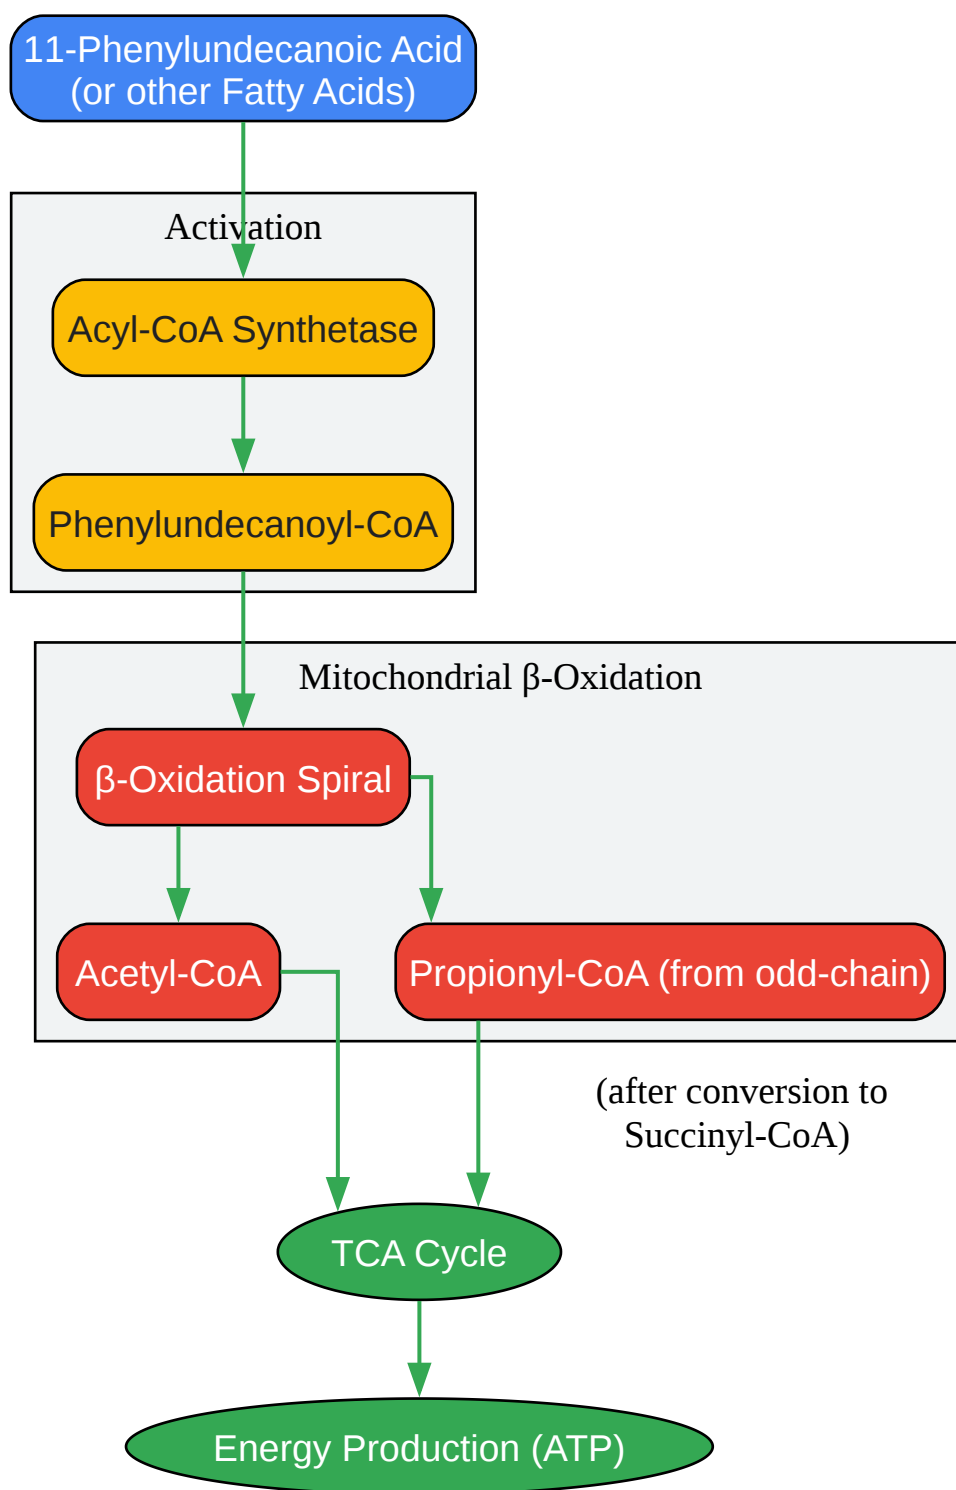 11-Phenylundecanoic Acid
(or other Fatty Acids)
Activation
Acyl-CoA Synthetase
Phenylundecanoyl-CoA
Mitochondrial β-Oxidation
β-Oxidation Spiral
Acetyl-CoA
Propionyl-CoA (from odd-chain)
(after conversion to
Succinyl-CoA)
TCA Cycle
Energy Production (ATP)